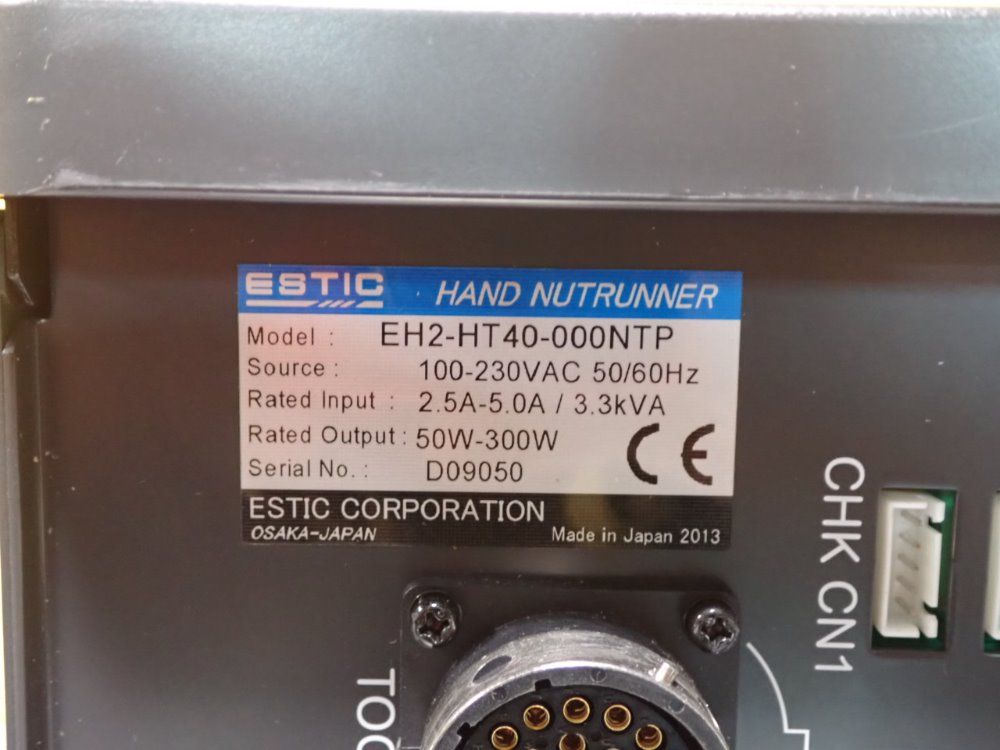 ESTIC HAND NUTRUNNER
Model : EH2-HT40-000NTP
Source : 100-230VAC 50/60Hz
Rated Input : 2.5A-5.0A / 3.3kVA
Rated Output : 50W-300W
Serial No. : D09050
CE
ESTIC CORPORATION
OSAKA-JAPAN Made in Japan 2013
CHK CN1